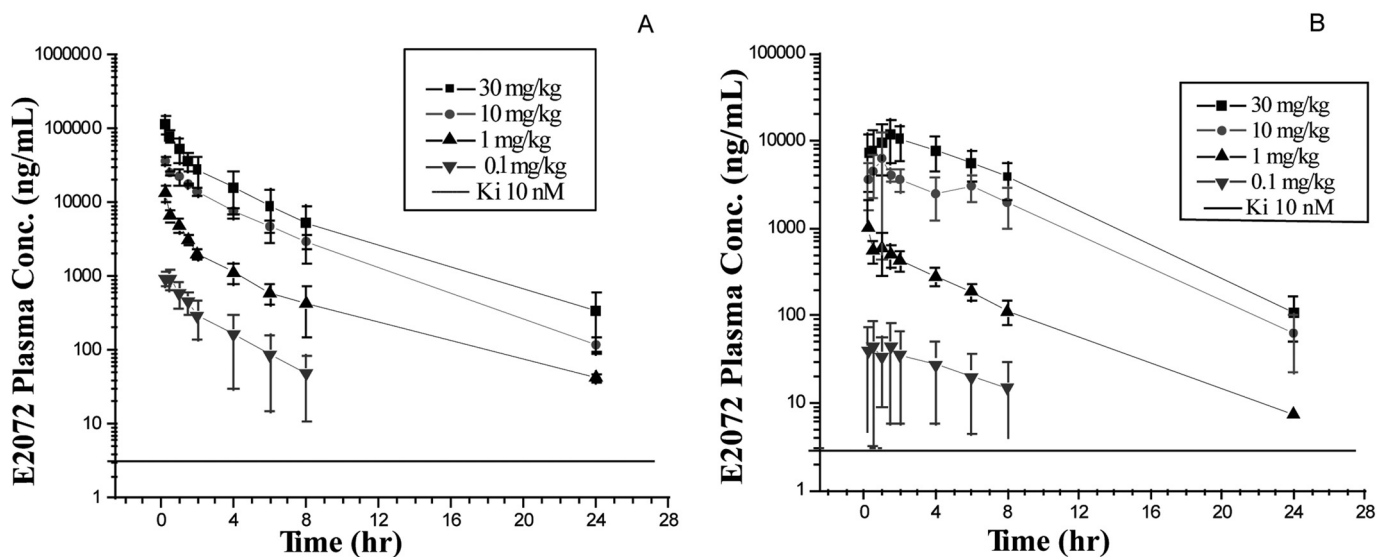 A
E2072 Plasma Conc. (ng/mL)
1000000
100000
10000
1000
100
10
1
30 mg/kg
10 mg/kg
1 mg/kg
0.1 mg/kg
Ki 10 nM
0 4 8 12 16 20 24 28
Time (hr)
B
E2072 Plasma Conc. (ng/mL)
100000
10000
1000
100
10
1
30 mg/kg
10 mg/kg
1 mg/kg
0.1 mg/kg
Ki 10 nM
0 4 8 12 16 20 24 28
Time (hr)